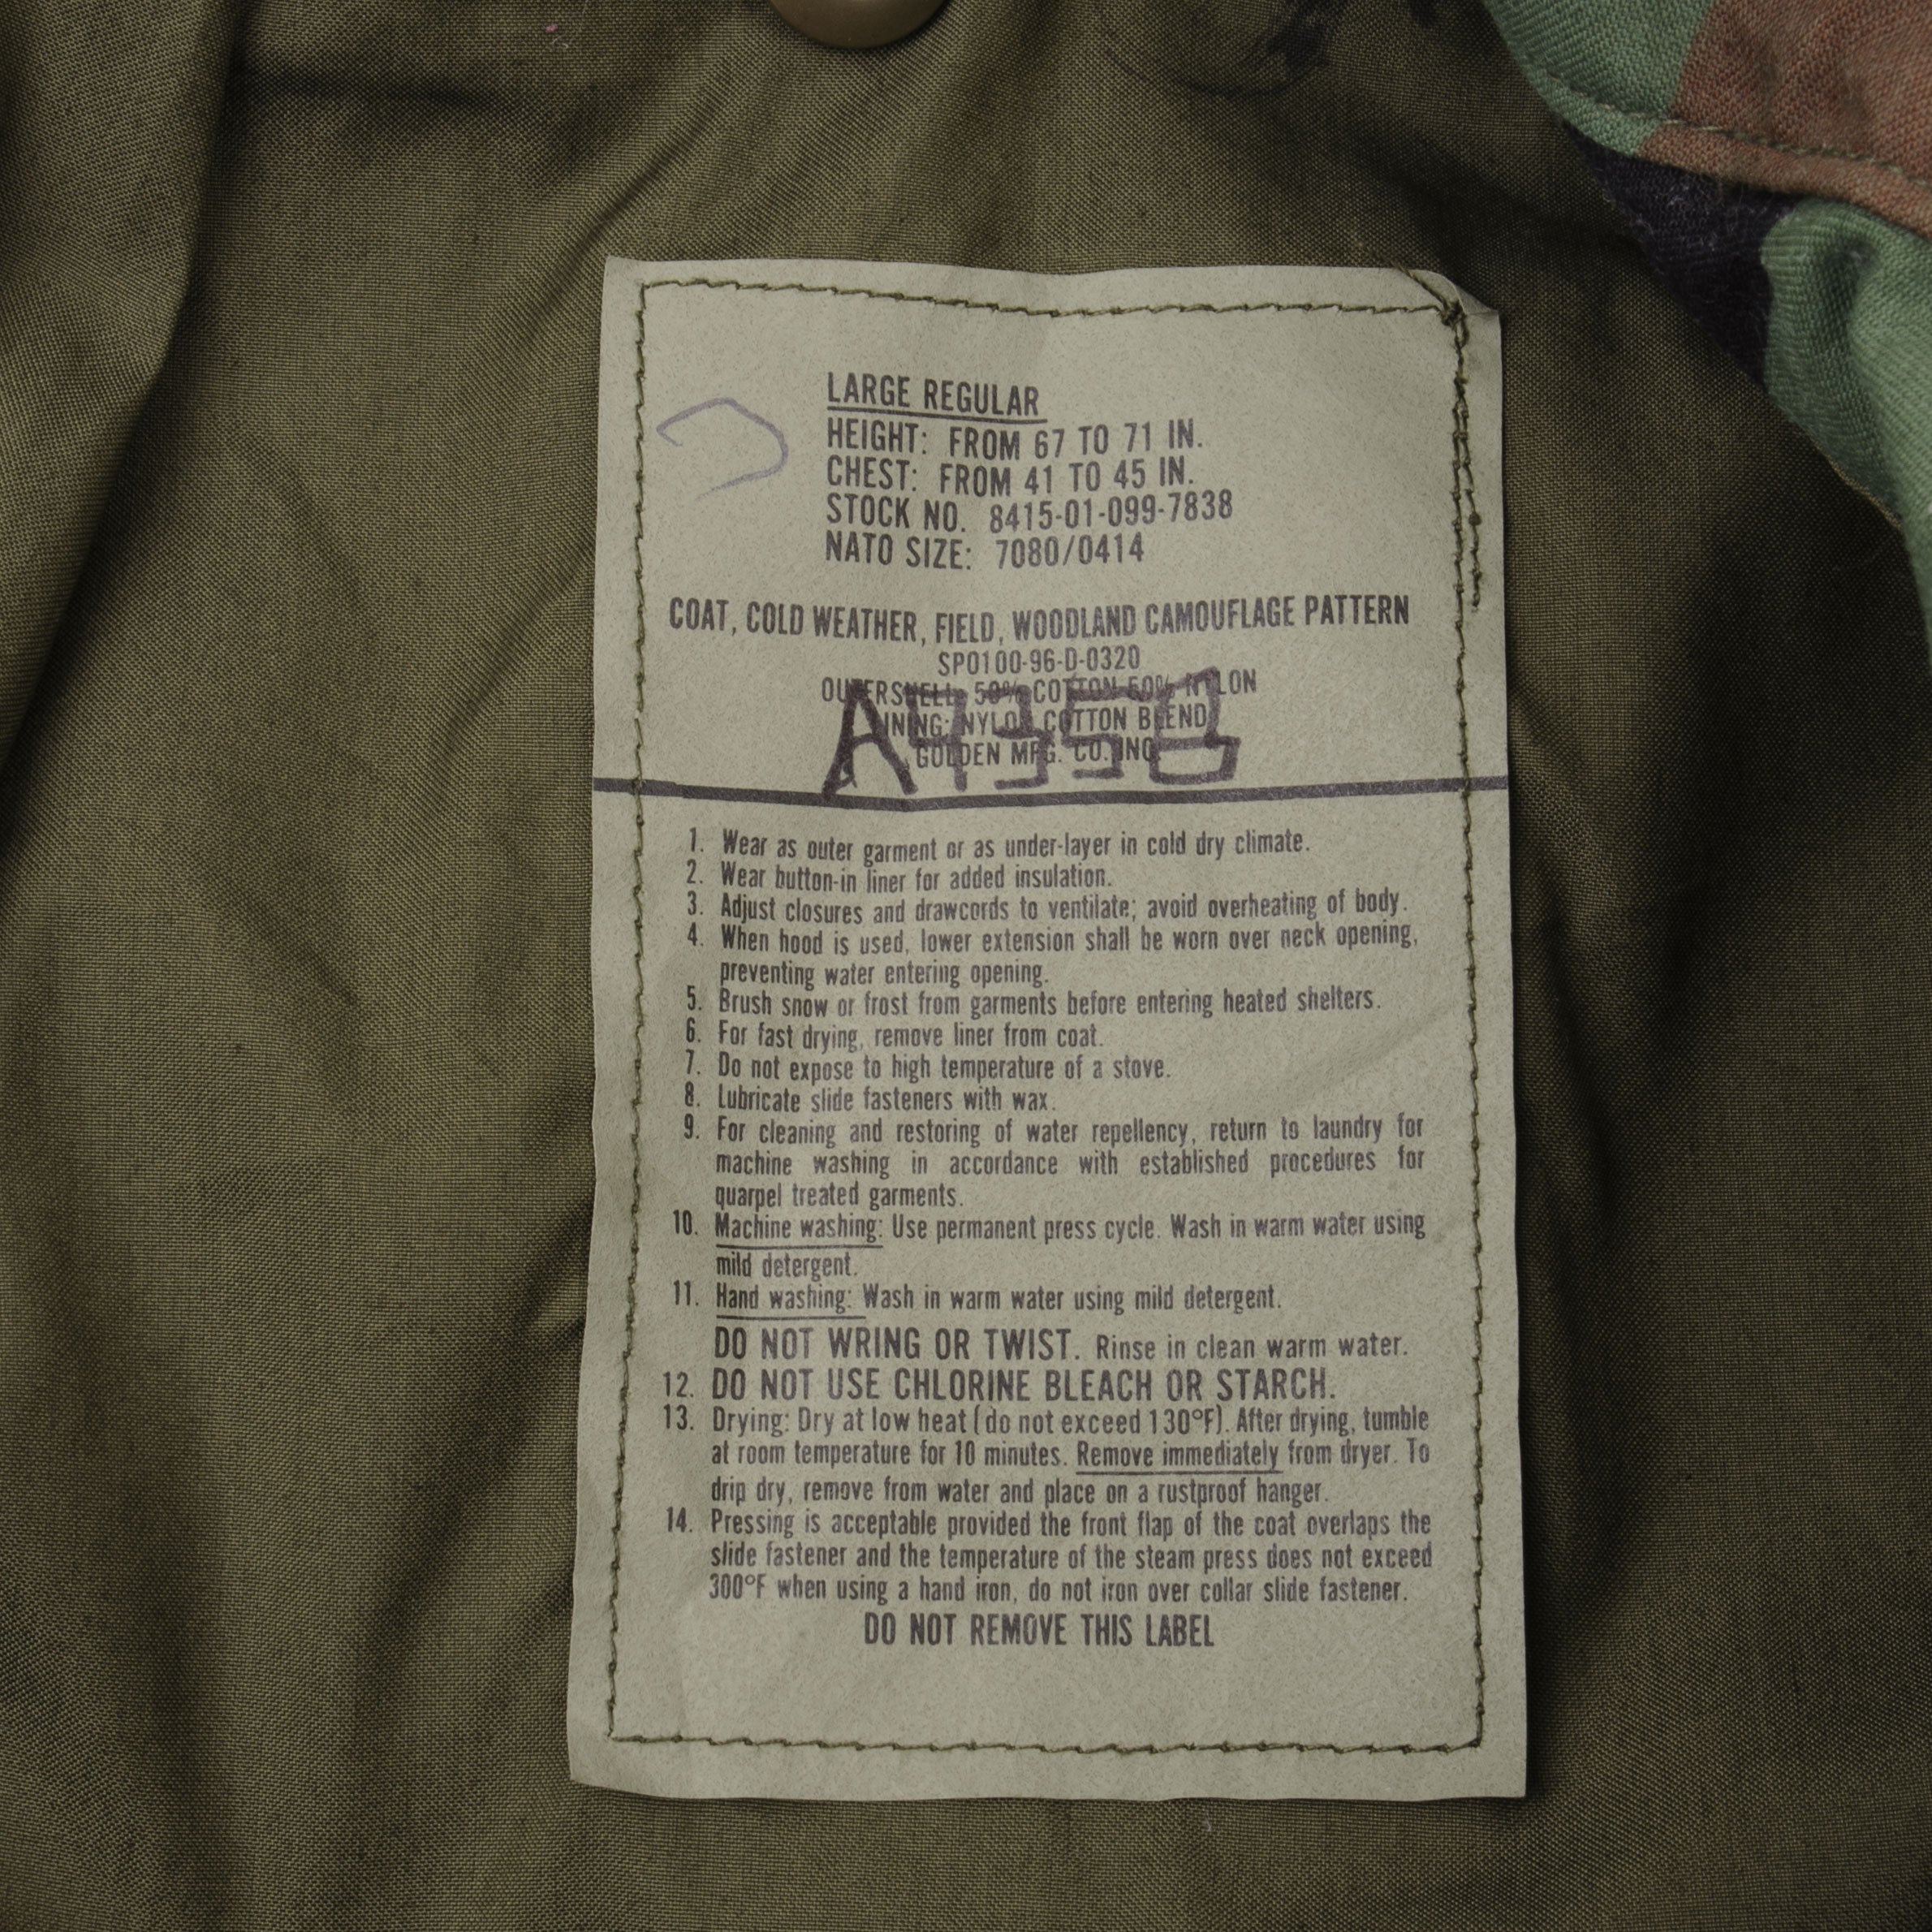 LARGE REGULAR
HEIGHT: FROM 67 TO 71 IN.
CHEST: FROM 41 TO 45 IN.
STOCK NO. 8415-01-099-7838
NATO SIZE: 7080/0414
COAT, COLD WEATHER, FIELD, WOODLAND CAMOUFLAGE PATTERN
SP0100-96-D-0320
OUTERSHELL: 50% COTTON 50% NYLON
LINING: NYLON COTTON BLEND
GOLDEN MFG. CO. INC
1. Wear as outer garment or as under-layer in cold dry climate.
2. Wear button-in liner for added insulation.
3. Adjust closures and drawcords to ventilate; avoid overheating of body.
4. When hood is used, lower extension shall be worn over neck opening,
preventing water entering opening.
5. Brush snow or frost from garments before entering heated shelters.
6. For fast drying, remove liner from coat.
7. Do not expose to high temperature of a stove.
8. Lubricate slide fasteners with wax.
9. For cleaning and restoring of water repellency, return to laundry for
machine washing in accordance with established procedures for
quarpel treated garments.
10. Machine washing: Use permanent press cycle. Wash in warm water using
mild detergent.
11. Hand washing: Wash in warm water using mild detergent.
DO NOT WRING OR TWIST. Rinse in clean warm water.
12. DO NOT USE CHLORINE BLEACH OR STARCH.
13. Drying: Dry at low heat (do not exceed 130°F). After drying, tumble
at room temperature for 10 minutes. Remove immediately from dryer. To
drip dry, remove from water and place on a rustproof hanger.
14. Pressing is acceptable provided the front flap of the coat overlaps the
slide fastener and the temperature of the steam press does not exceed
300°F when using a hand iron, do not iron over collar slide fastener.
DO NOT REMOVE THIS LABEL